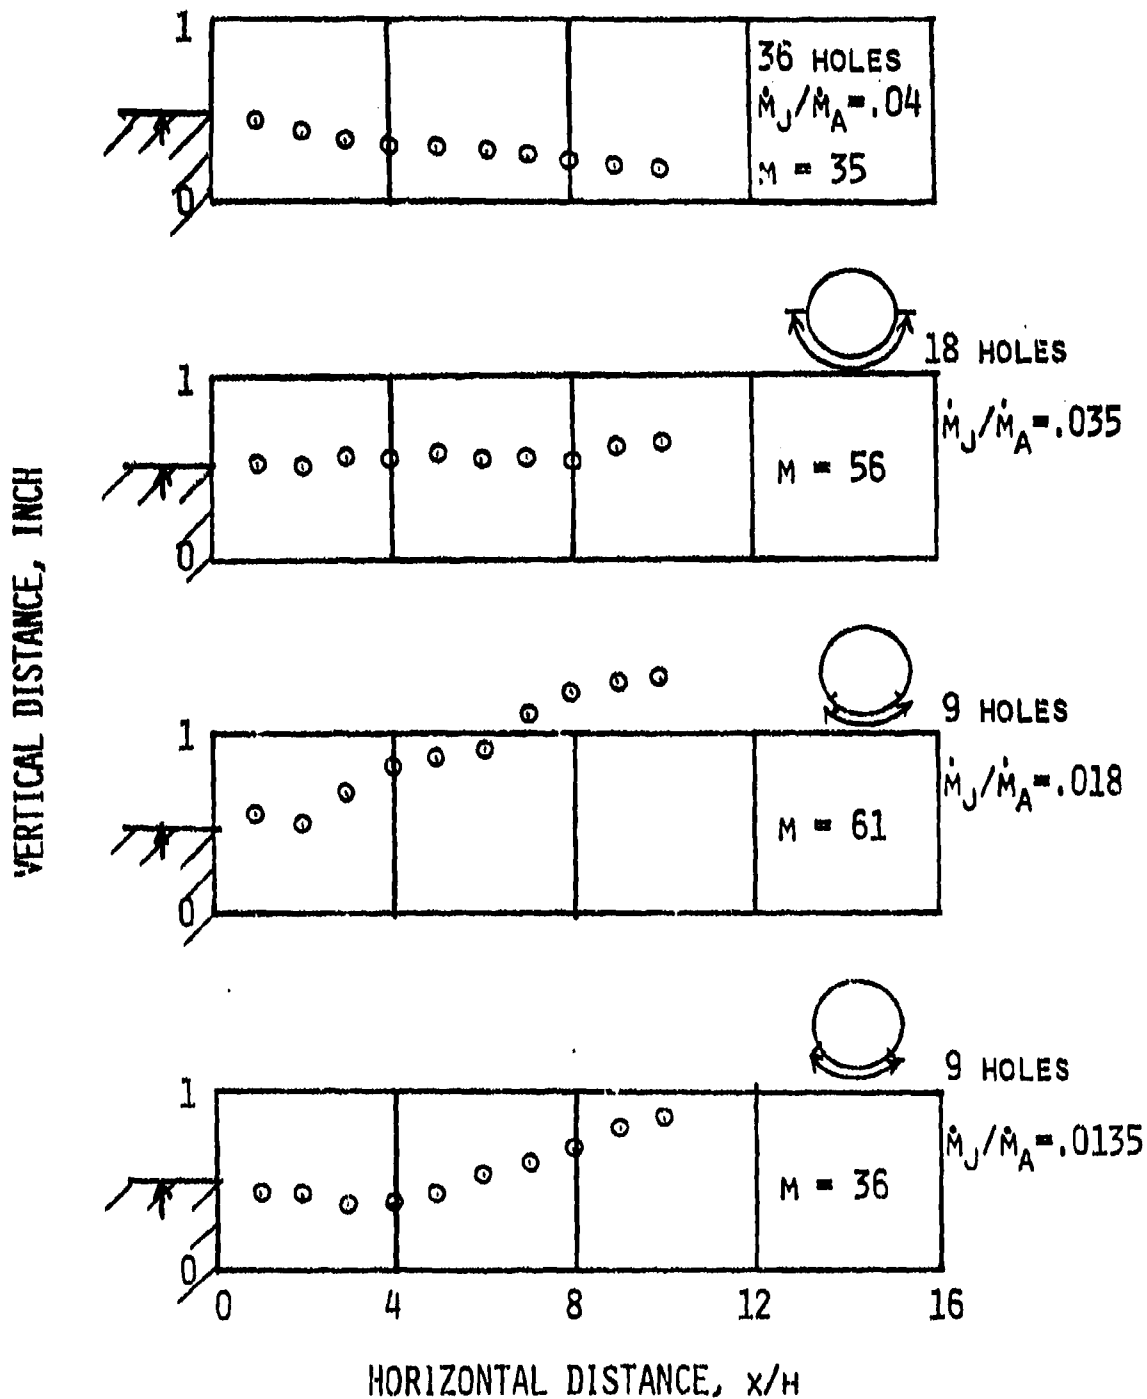 VERTICAL DISTANCE, INCH
1
0
36 HOLES
ṀJ/ṀA=.04
M = 35
1
0
18 HOLES
ṀJ/ṀA=.035
M = 56
1
0
9 HOLES
ṀJ/ṀA=.018
M = 61
1
0
9 HOLES
ṀJ/ṀA=.0135
M = 36
0 4 8 12 16
HORIZONTAL DISTANCE, X/H